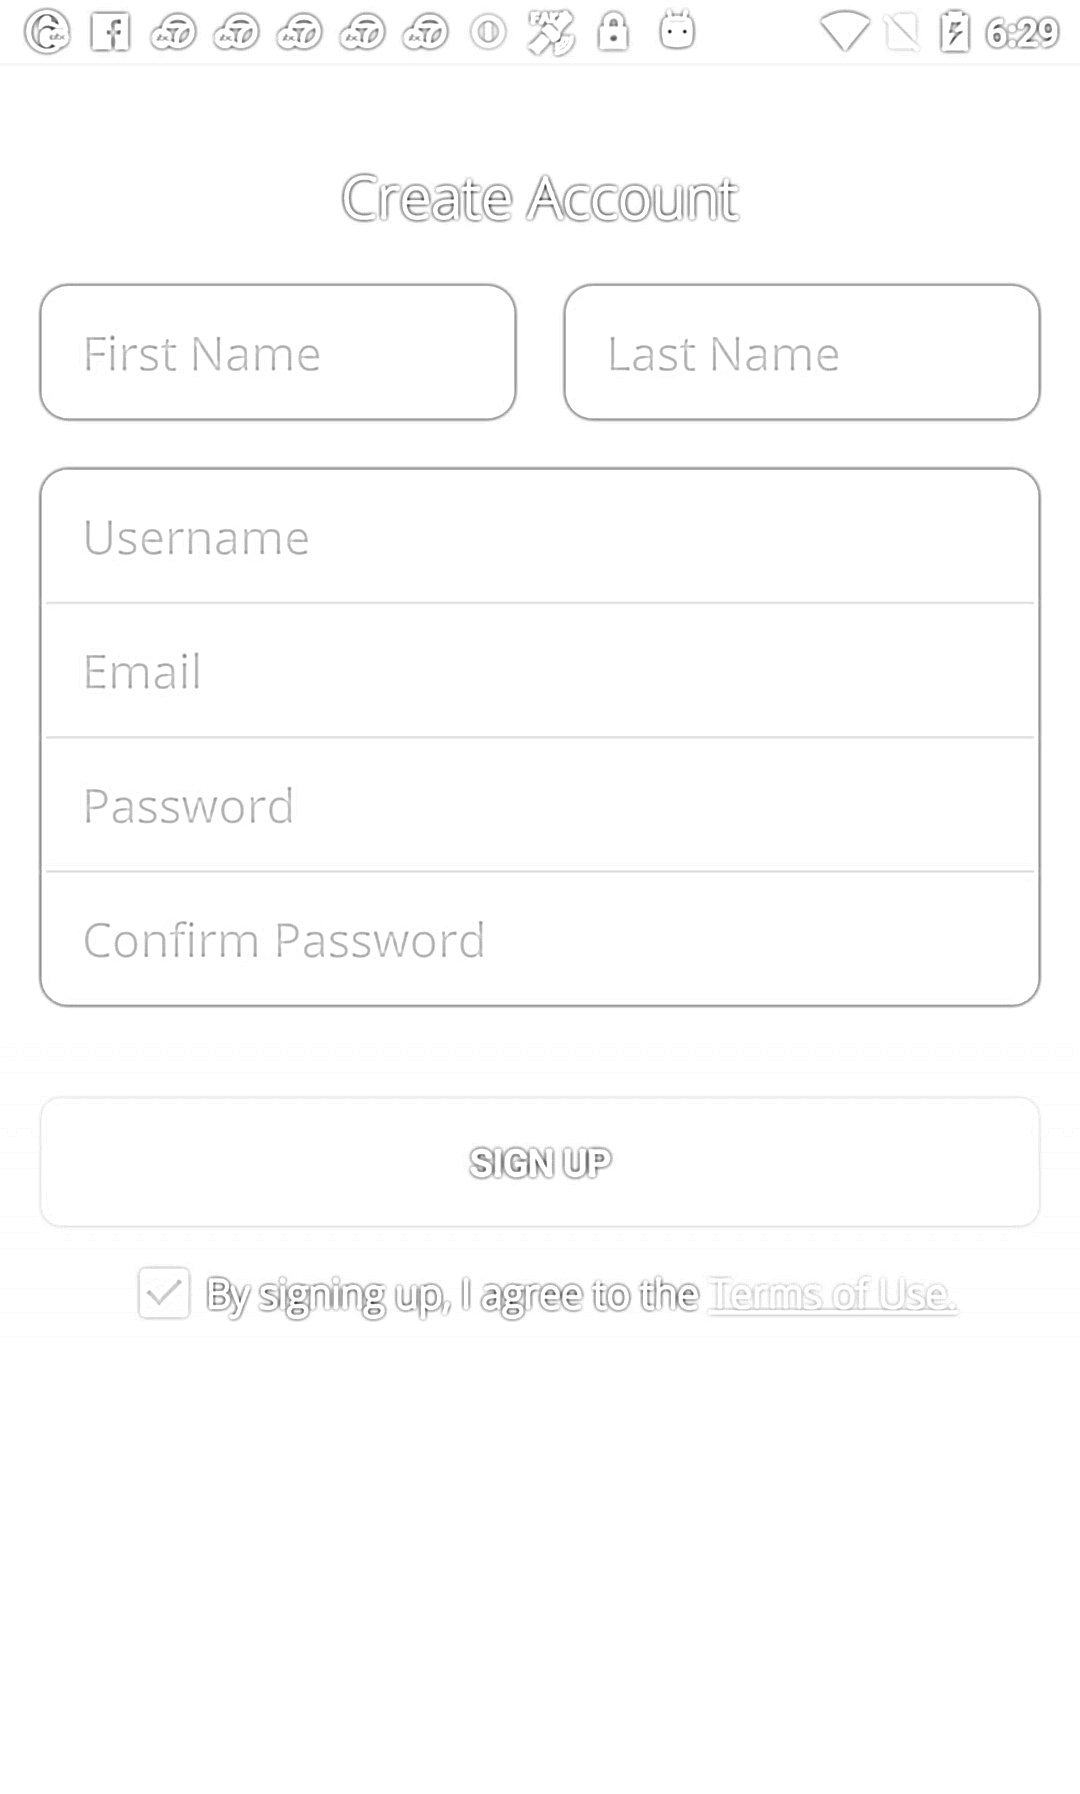 6:29
Create Account
First Name
Last Name
Username
Email
Password
Confirm Password
SIGN UP
By signing up, I agree to the Terms of Use.